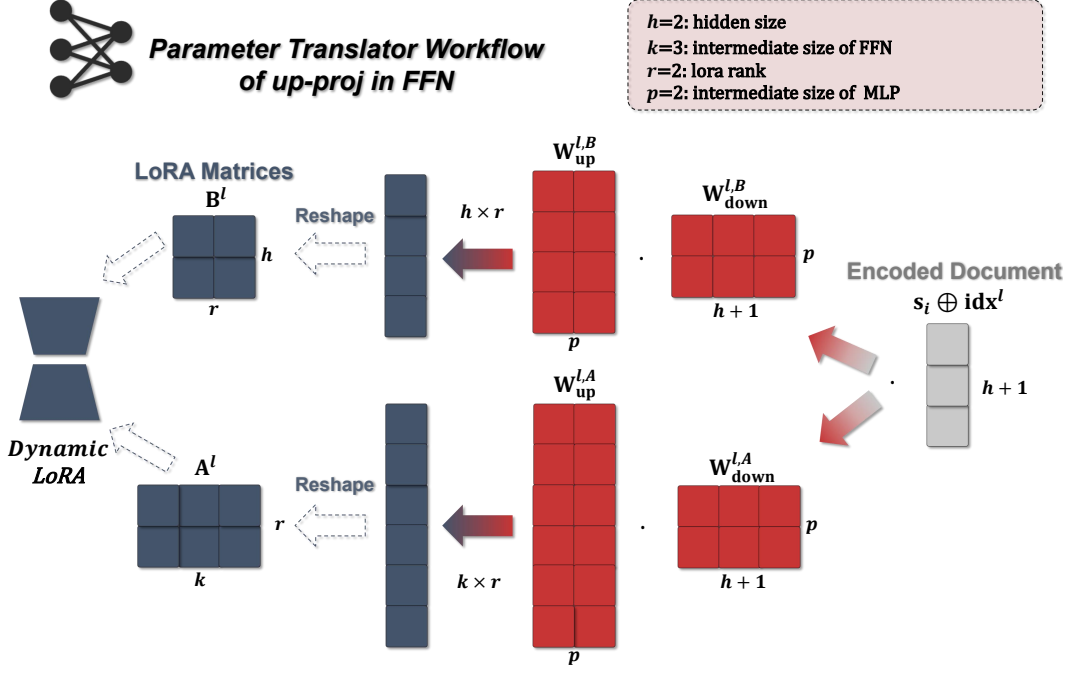 Parameter Translator Workflow
of up-proj in FFN
h=2: hidden size
k=3: intermediate size of FFN
r=2: lora rank
p=2: intermediate size of MLP
LoRA Matrices
B^l
h
r
Reshape
h × r
W_up^{l,B}
p
.
W_down^{l,B}
p
h + 1
Encoded Document
s_i ⊕ idx^l
h + 1
.
Dynamic
LoRA
A^l
r
k
Reshape
k × r
W_up^{l,A}
p
.
W_down^{l,A}
p
h + 1